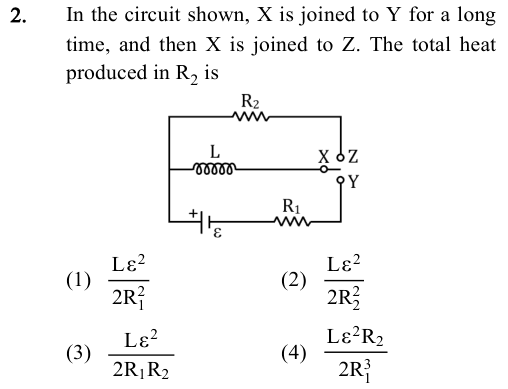 2. In the circuit shown, X is joined to Y for a long
time, and then X is joined to Z. The total heat
produced in R₂ is
R₂
L
X Z
Y
R₁
+
ε
(1) Lε²/2R₁² (2) Lε²/2R₂²
(3) Lε²/2R₁R₂ (4) Lε²R₂/2R₁³